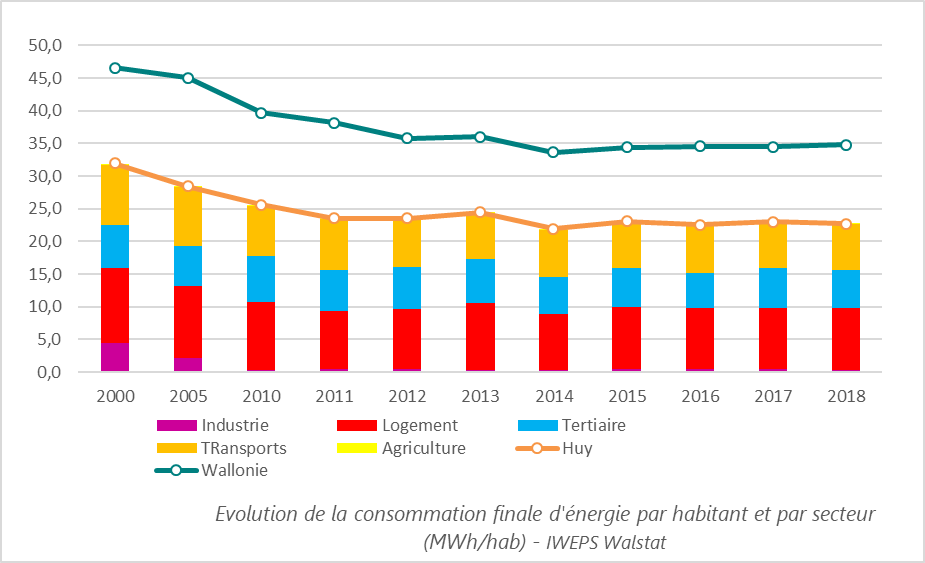 50,0
45,0
40,0
35,0
30,0
25,0
20,0
15,0
10,0
5,0
0,0
2000 2005 2010 2011 2012 2013 2014 2015 2016 2017 2018
Industrie Logement Tertiaire
TRansports Agriculture Huy
Wallonie
Evolution de la consommation finale d'énergie par habitant et par secteur
(MWh/hab) - IWEPS Walstat